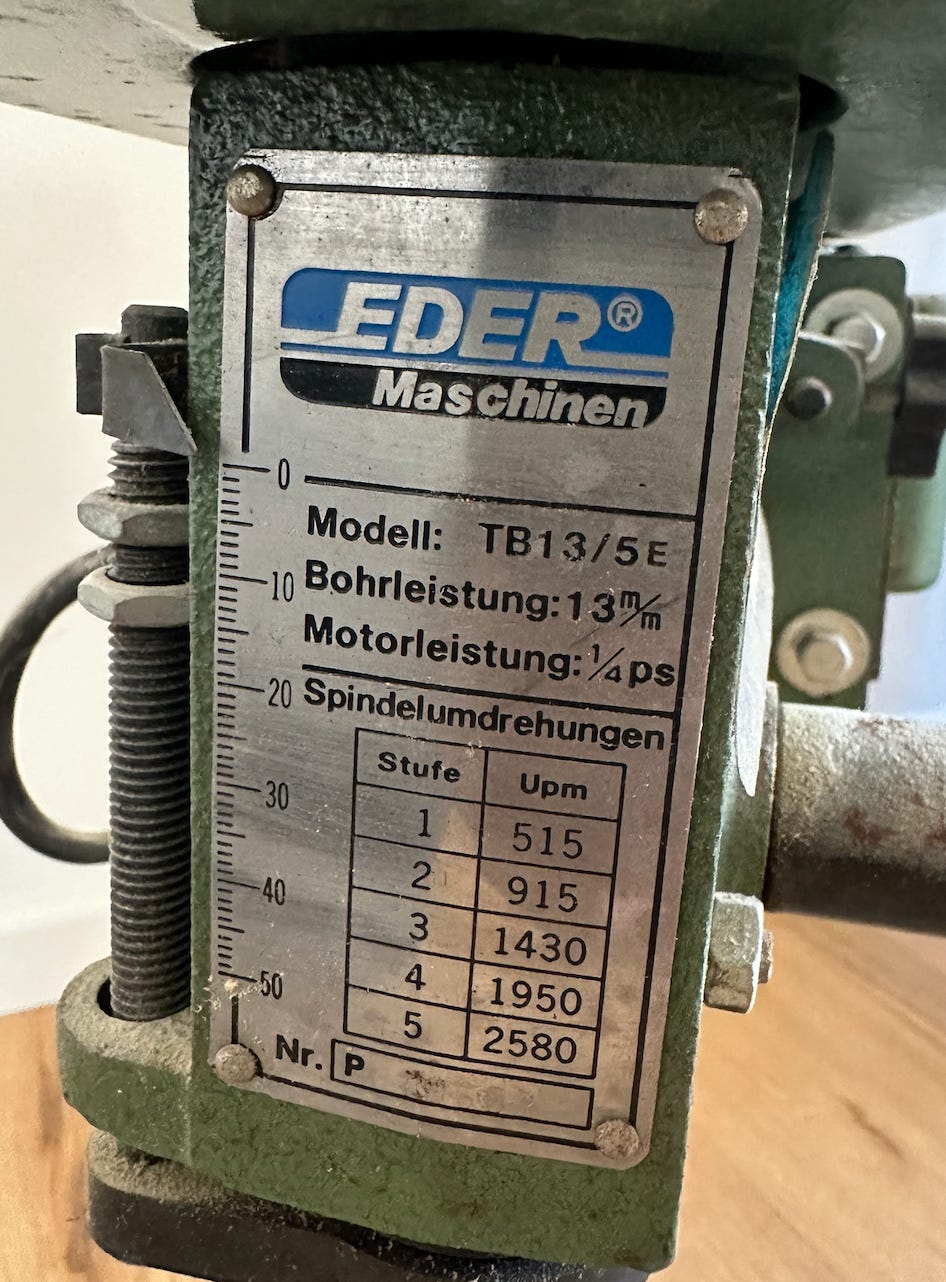 EDER®
Maschinen
0
10
20
30
40
50
Modell: TB13/5E
Bohrleistung: 13 m/m
Motorleistung: 1/4 ps
Spindelumdrehungen
Stufe Upm
1 515
2 915
3 1430
4 1950
5 2580
Nr. P